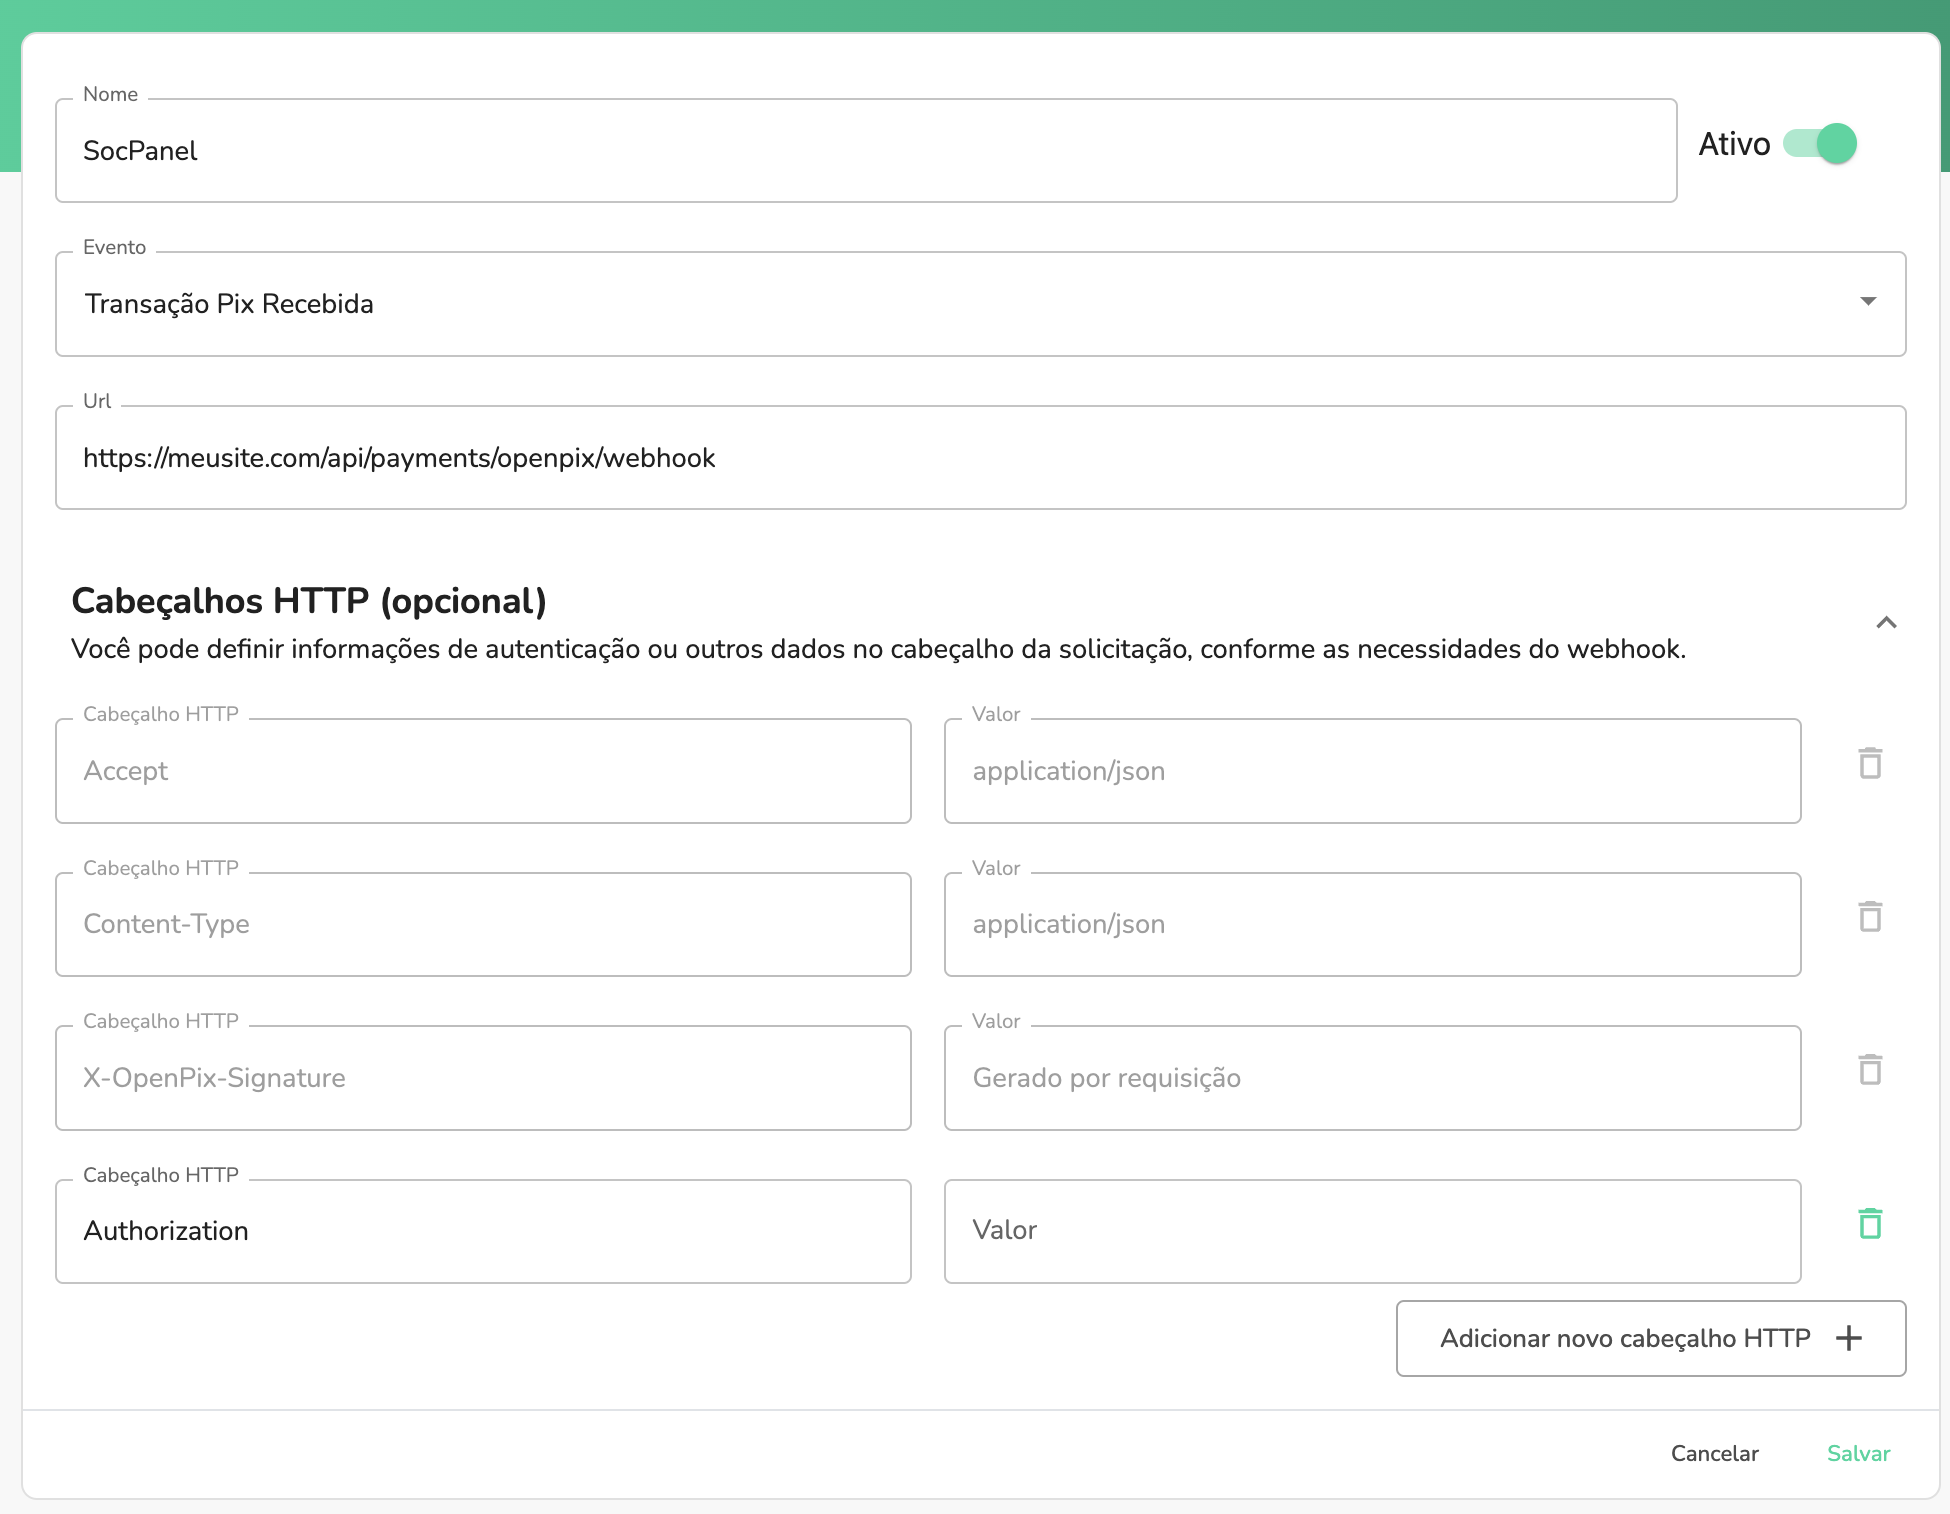 Nome
SocPanel
Ativo
Evento
Transação Pix Recebida
Url
https://meusite.com/api/payments/openpix/webhook
Cabeçalhos HTTP (opcional)
Você pode definir informações de autenticação ou outros dados no cabeçalho da solicitação, conforme as necessidades do webhook.
Cabeçalho HTTP
Accept
Valor
application/json
Cabeçalho HTTP
Content-Type
Valor
application/json
Cabeçalho HTTP
X-OpenPix-Signature
Valor
Gerado por requisição
Cabeçalho HTTP
Authorization
Valor
Adicionar novo cabeçalho HTTP
Cancelar
Salvar